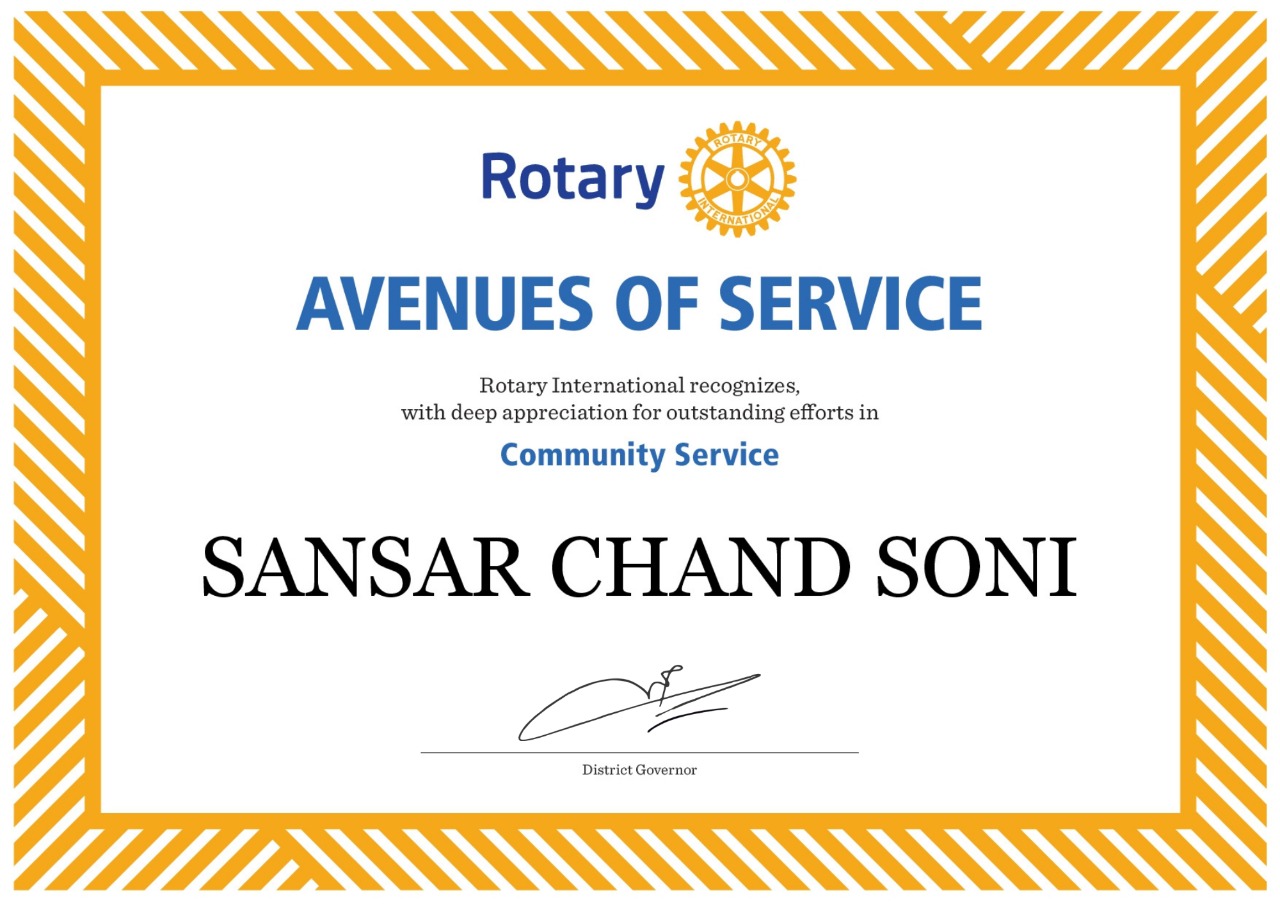 Rotary
ROTARY
INTERNATIONAL
AVENUES OF SERVICE
Rotary International recognizes,
with deep appreciation for outstanding efforts in
Community Service
SANSAR CHAND SONI
District Governor